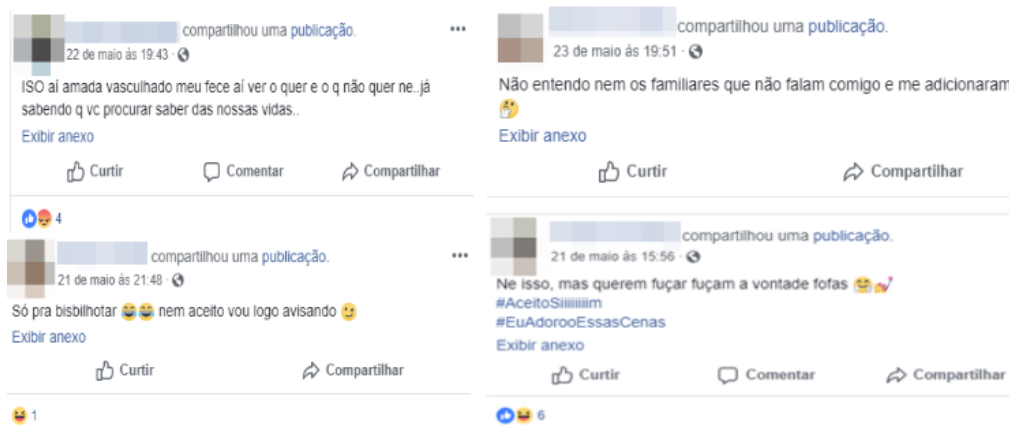 compartilhou uma publicação.
22 de maio às 19:43
ISO aí amada vasculhado meu fece aí ver o quer e o q não quer ne..já
sabendo q vc procurar saber das nossas vidas..
Exibir anexo
Curtir Comentar Compartilhar
4
compartilhou uma publicação.
21 de maio às 21:48
Só pra bisbilhotar 😂😂 nem aceito vou logo avisando 😉
Exibir anexo
Curtir Compartilhar
1
compartilhou uma publicação.
23 de maio às 19:51
Não entendo nem os familiares que não falam comigo e me adicionaram
🤔
Exibir anexo
Curtir Compartilhar
compartilhou uma publicação.
21 de maio às 15:56
Ne isso, mas querem fuçar fuçam a vontade fofas 😂💅
#AceitoSiiiiiiiiim
#EuAdorooEssasCenas
Exibir anexo
Curtir Comentar Compartilhar
6